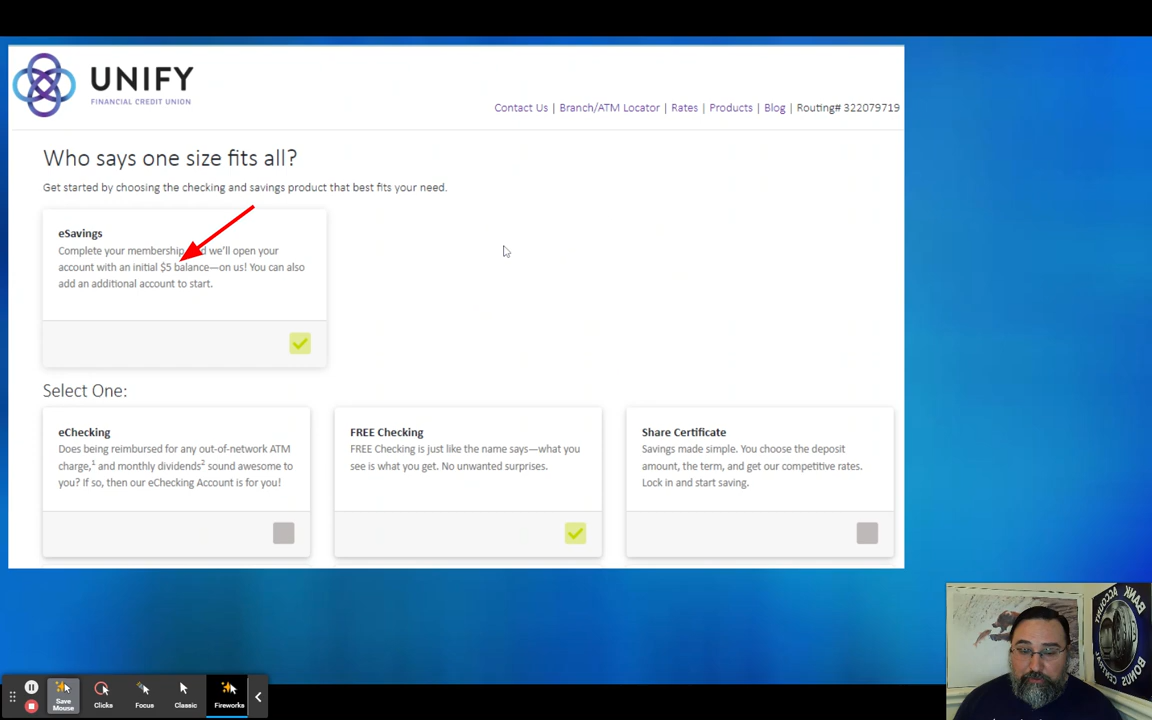 UNIFY
FINANCIAL CREDIT UNION
Contact Us | Branch/ATM Locator | Rates | Products | Blog | Routing# 322079719
Who says one size fits all?
Get started by choosing the checking and savings product that best fits your need.
eSavings
Complete your membership we'll open your
account with an initial $5 balance—on us! You can also
add an additional account to start.
Select One:
eChecking
Does being reimbursed for any out-of-network ATM
charge,¹ and monthly dividends² sound awesome to
you? If so, then our eChecking Account is for you!
FREE Checking
FREE Checking is just like the name says—what you
see is what you get. No unwanted surprises.
Share Certificate
Savings made simple. You choose the deposit
amount, the term, and get our competitive rates.
Lock in and start saving.
BANK ACCOUNT
BONUS CENTRAL
Save
Mouse
Clicks
Focus
Classic
Fireworks